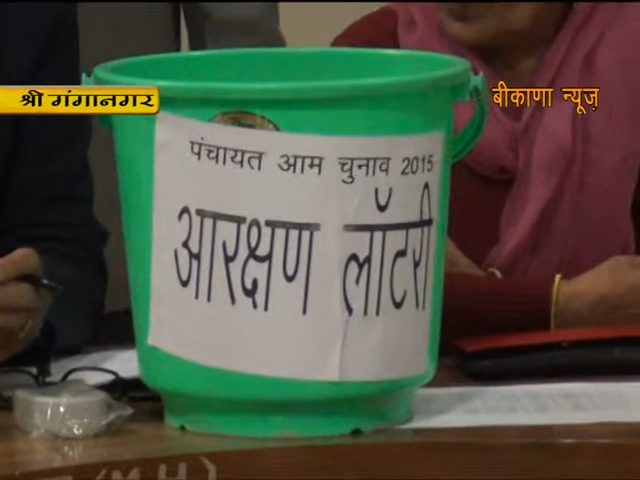 श्री गंगानगर
बीकाणा न्यूज़
पंचायत आम चुनाव 2015
आरक्षण लॉटरी
(M.H)